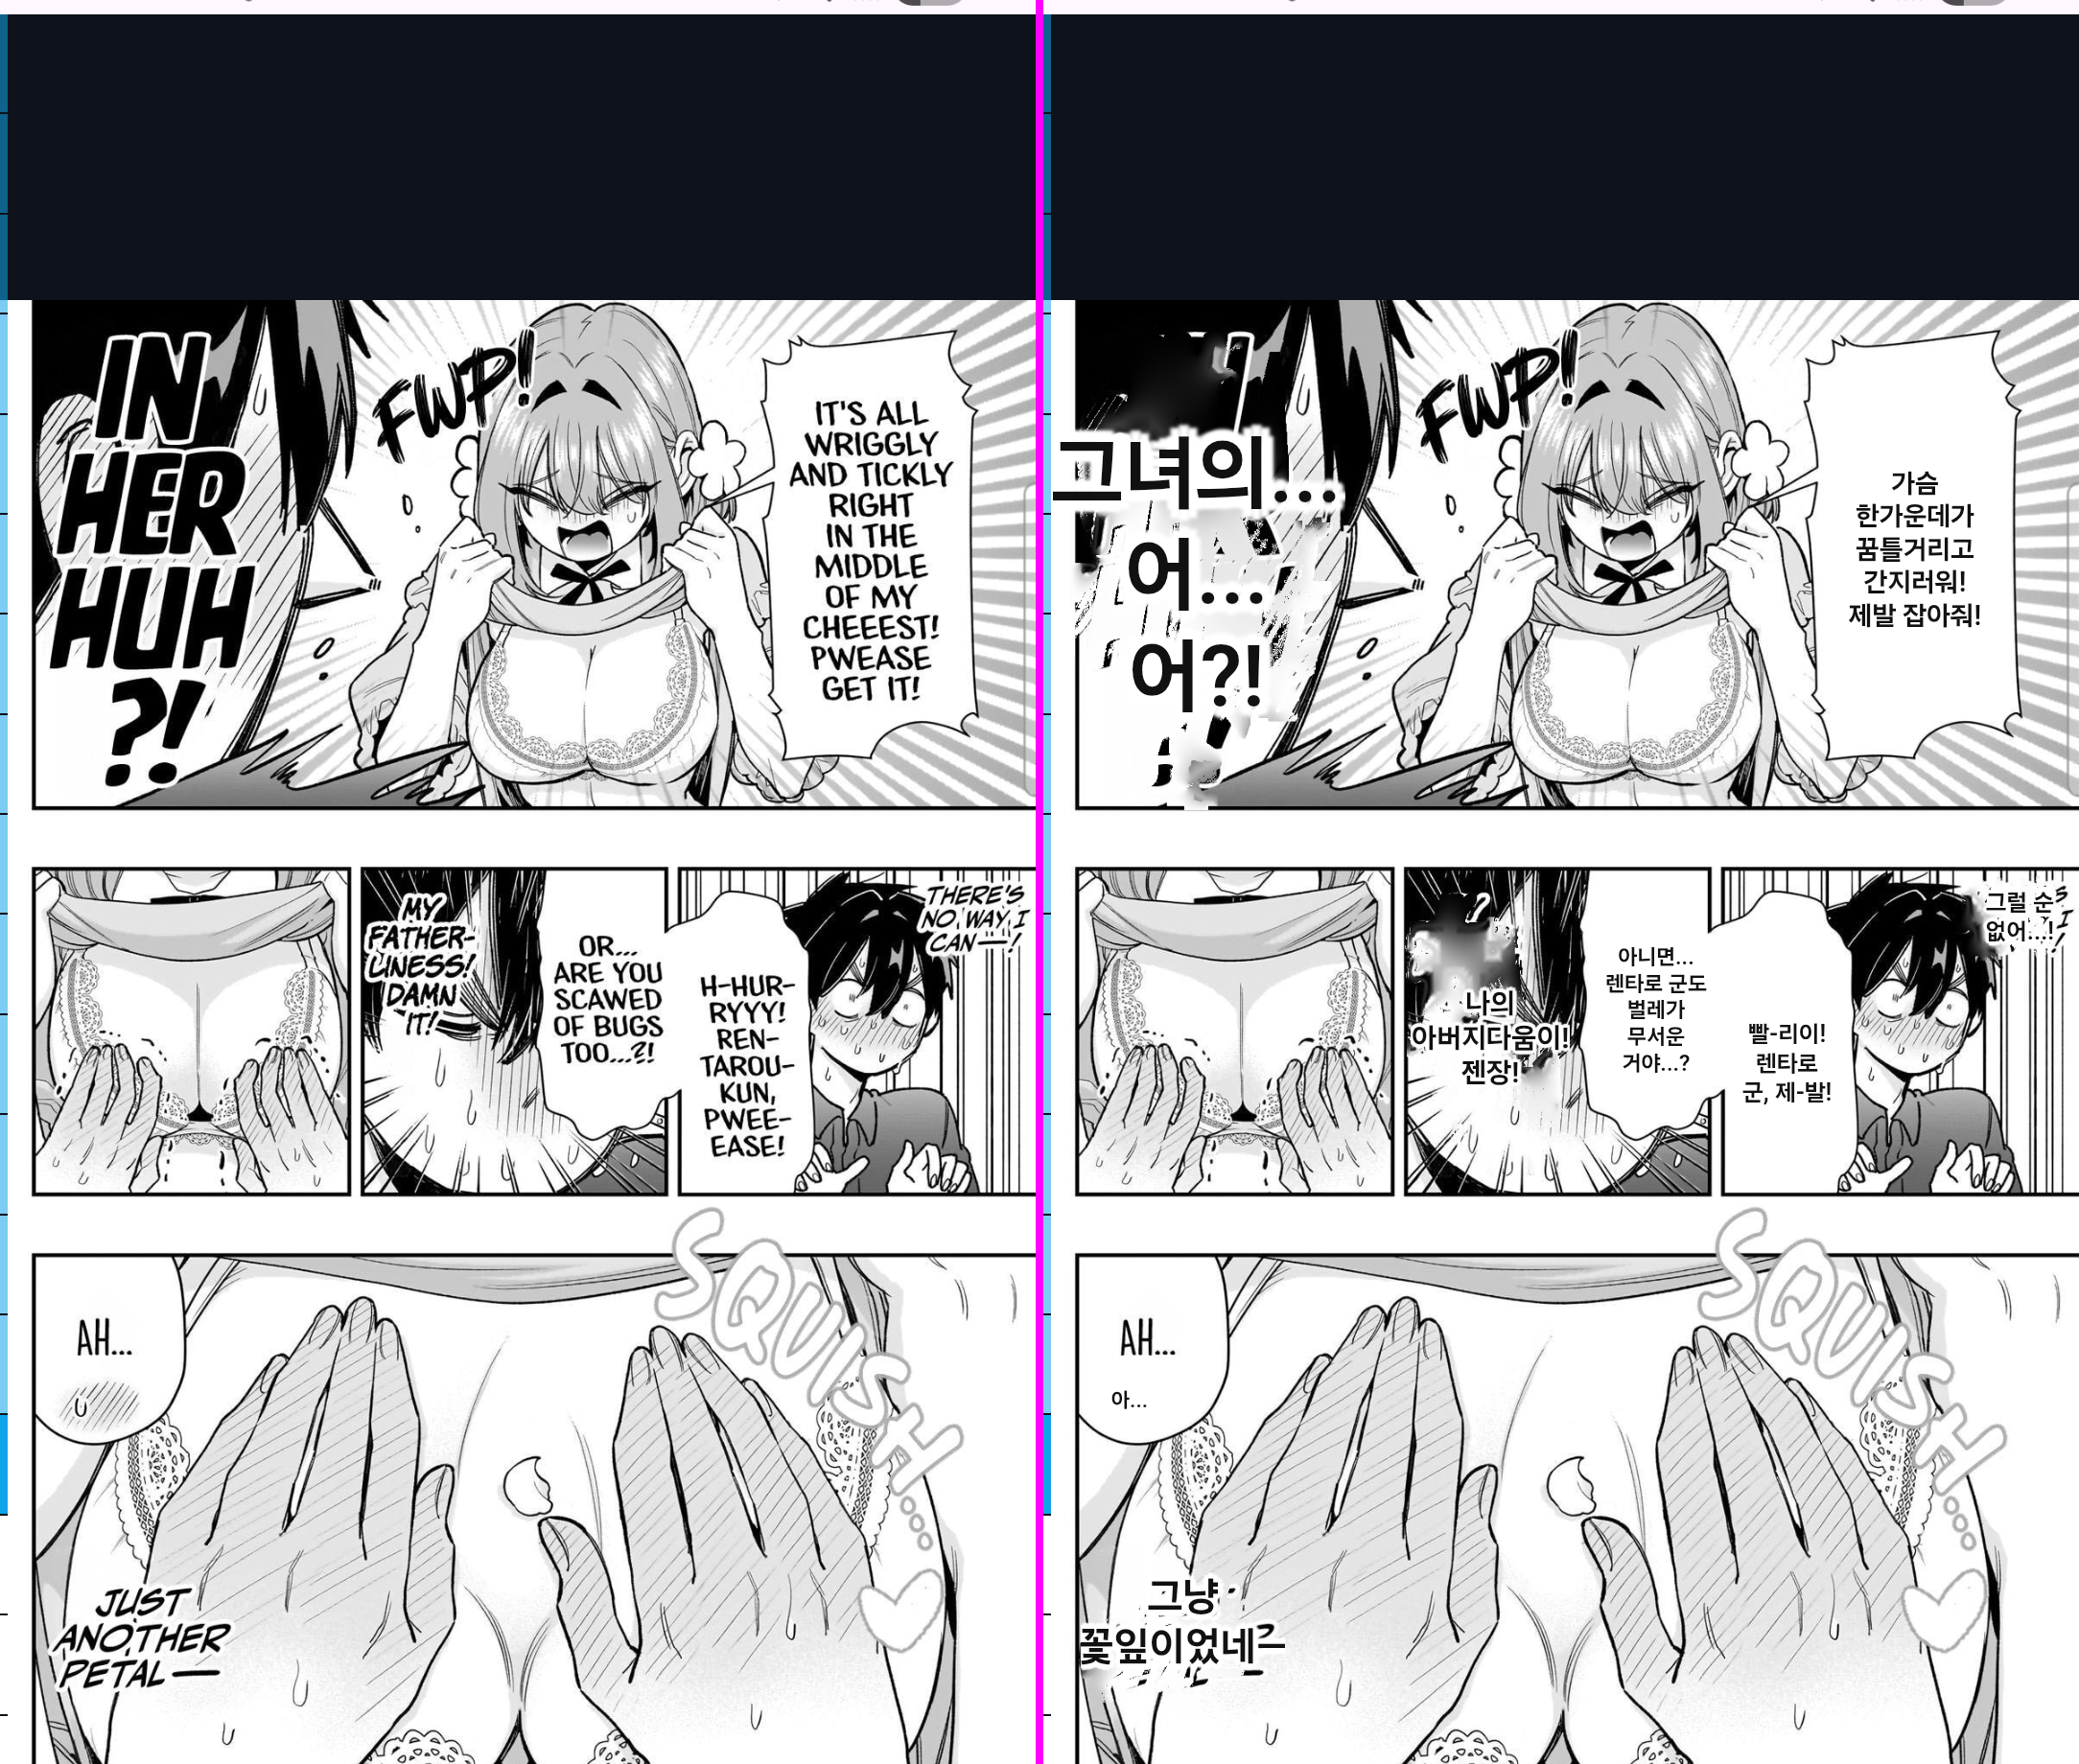 IN
HER
HUH
?!
FWP!
IT'S ALL
WRIGGLY
AND TICKLY
RIGHT
IN THE
MIDDLE
OF MY
CHEEEST!
PWEASE
GET IT!
MY
FATHER-
LINESS!
DAMN
IT!
OR...
ARE YOU
SCAWED
OF BUGS
TOO...?!
H-HUR-
RYYY!
REN-
TAROU-
KUN,
PWEE-
EASE!
THERE'S
NO WAY I
CAN—!
AH...
SQUISH...
JUST
ANOTHER
PETAL—
그녀의...
어...
어?!
FWP!
가슴
한가운데가
꿈틀거리고
간지러워!
제발 잡아줘!
나의
아버지다움이!
젠장!
아니면...
렌타로 군도
벌레가
무서운
거야...?
빨-리이!
렌타로
군, 제-발!
그럴 순
없어...!
AH...
아...
SQUISH...
그냥
꽃잎이었네—